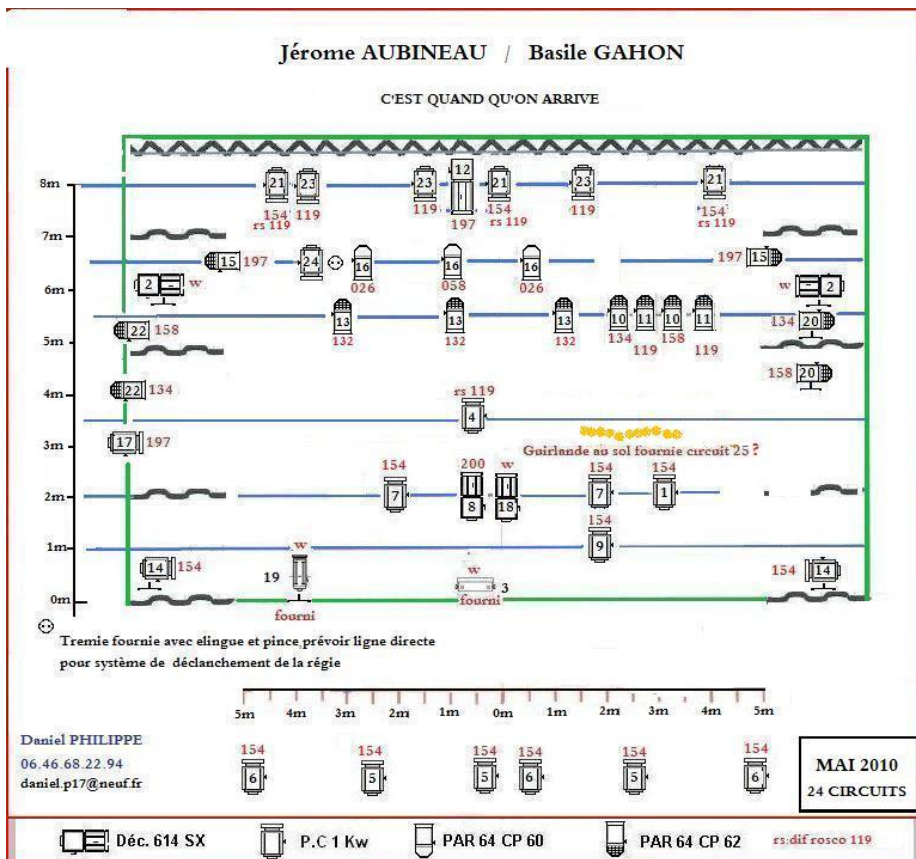 Jérome AUBINEAU / Basile GAHON
C'EST QUAND QU'ON ARRIVE
8m 21 23 23 12 21 23 21
154 119 119 197 154 119 154
rs 119 rs 119 rs 119
7m
15 197 24 16 16 16 197 15
026 058 026
6m 2 w w 2
13 13 13 10 11 10 11
22 158 134 20
132 132 132 134 119 158 119
5m
158 20
4m 22 134
rs 119
4
3m 17 197
Guirlande au sol fournie circuit 25 ?
154 200 w 154 154
2m 7 8 18 7 1
154
1m 9
w
14 154 19 w 3 154 14
0m fourni fourni
Tremie fournie avec elingue et pince,prévoir ligne directe
pour système de déclanchement de la régie
5m 4m 3m 2m 1m 0m 1m 2m 3m 4m 5m
Daniel PHILIPPE
06.46.68.22.94
daniel.p17@neuf.fr
154 154 154 154 154 154
6 5 5 6 5 6
MAI 2010
24 CIRCUITS
Déc. 614 SX P.C 1 Kw PAR 64 CP 60 PAR 64 CP 62 rs:dif rosco 119